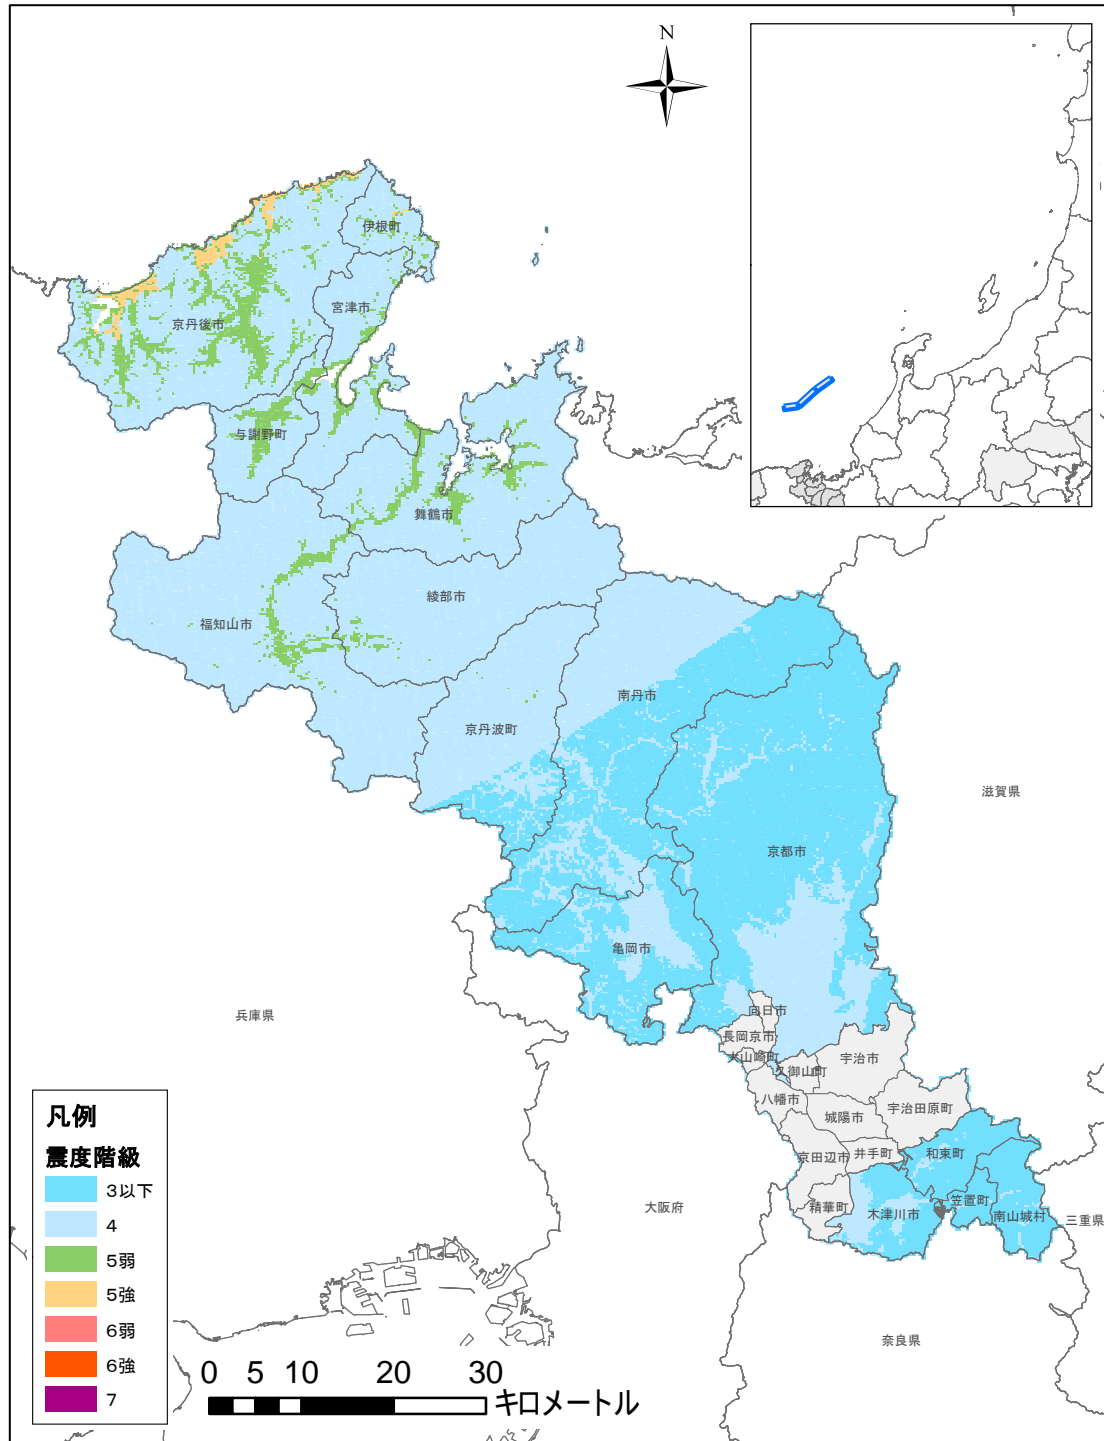 N
伊根町
宮津市
京丹後市
与謝野町
舞鶴市
綾部市
福知山市
南丹市
京丹波町
滋賀県
京都市
亀岡市
兵庫県
向日市
長岡京市
大山崎町
久御山町
宇治市
八幡市
城陽市
宇治田原町
京田辺市
井手町
和束町
精華町
木津川市
笠置町
南山城村
三重県
大阪府
奈良県
凡例
震度階級
3以下
4
5弱
5強
6弱
6強
7
0 5 10 20 30
キロメートル